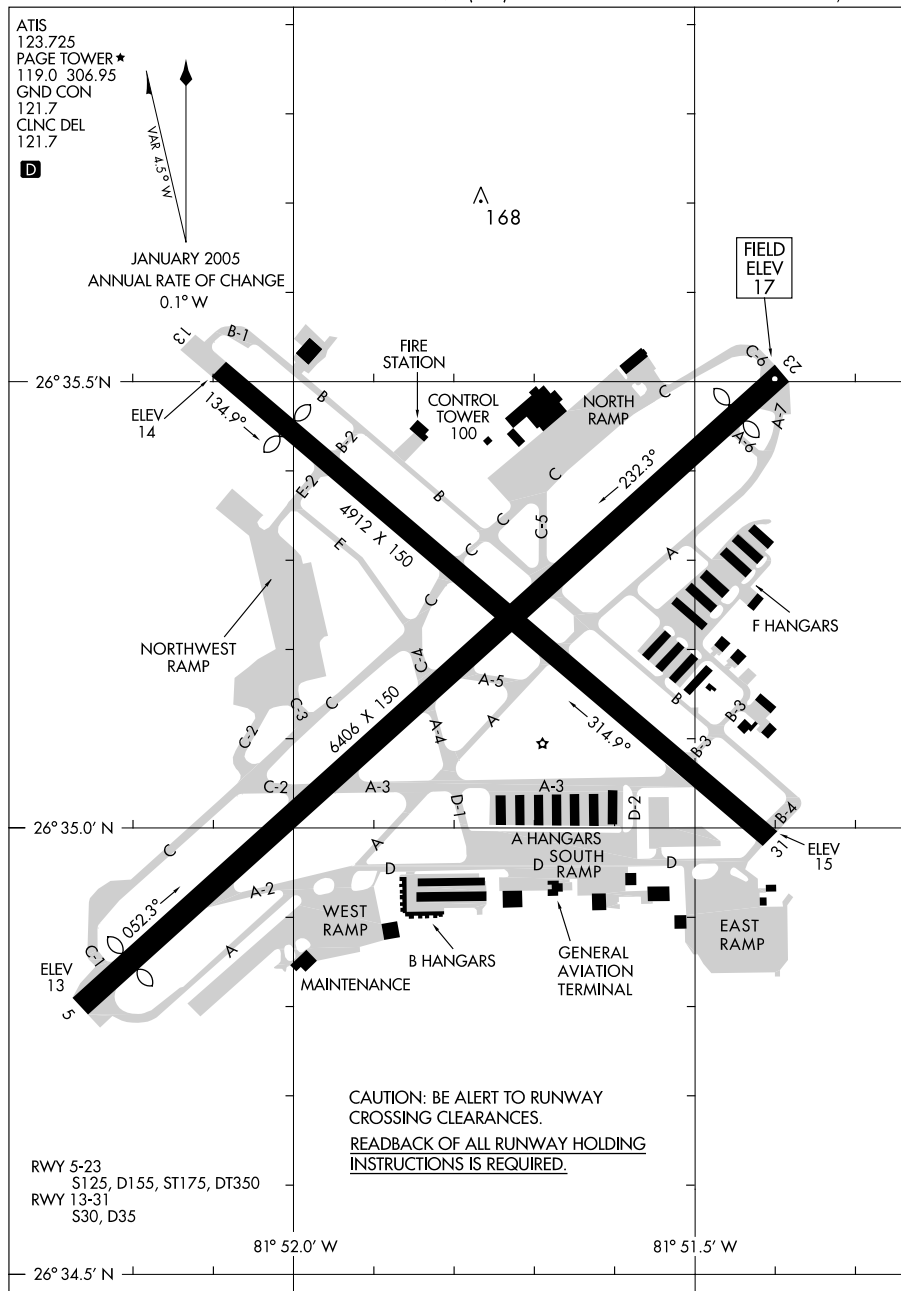 ATIS
123.725
PAGE TOWER★
119.0 306.95
GND CON
121.7
CLNC DEL
121.7
D
VAR 4.5° W
JANUARY 2005
ANNUAL RATE OF CHANGE
0.1° W
168
FIELD
ELEV
17
13
B-1
FIRE
STATION
C-6
23
26° 35.5' N
ELEV
14
134.9°
B
CONTROL
TOWER
100
NORTH
RAMP
C
A-7
B-2
A-6
E-2
232.3°
C
B
4912 X 150
C
C-5
E
C
A
C
F HANGARS
NORTHWEST
RAMP
C-4
A-5
C
C-3
B
B-3
6406 X 150
A
314.9°
A-4
C-2
B-3
C-2
A-3
A-3
D-1
D-2
B-4
26° 35.0' N
A HANGARS
31
ELEV
15
C
A
D
SOUTH
RAMP
D
D
A-2
052.3°
WEST
RAMP
A
EAST
RAMP
C-1
ELEV
13
B HANGARS
GENERAL
AVIATION
TERMINAL
MAINTENANCE
5
CAUTION: BE ALERT TO RUNWAY
CROSSING CLEARANCES.
READBACK OF ALL RUNWAY HOLDING
INSTRUCTIONS IS REQUIRED.
RWY 5-23
S125, D155, ST175, DT350
RWY 13-31
S30, D35
81° 52.0' W
81° 51.5' W
26° 34.5' N